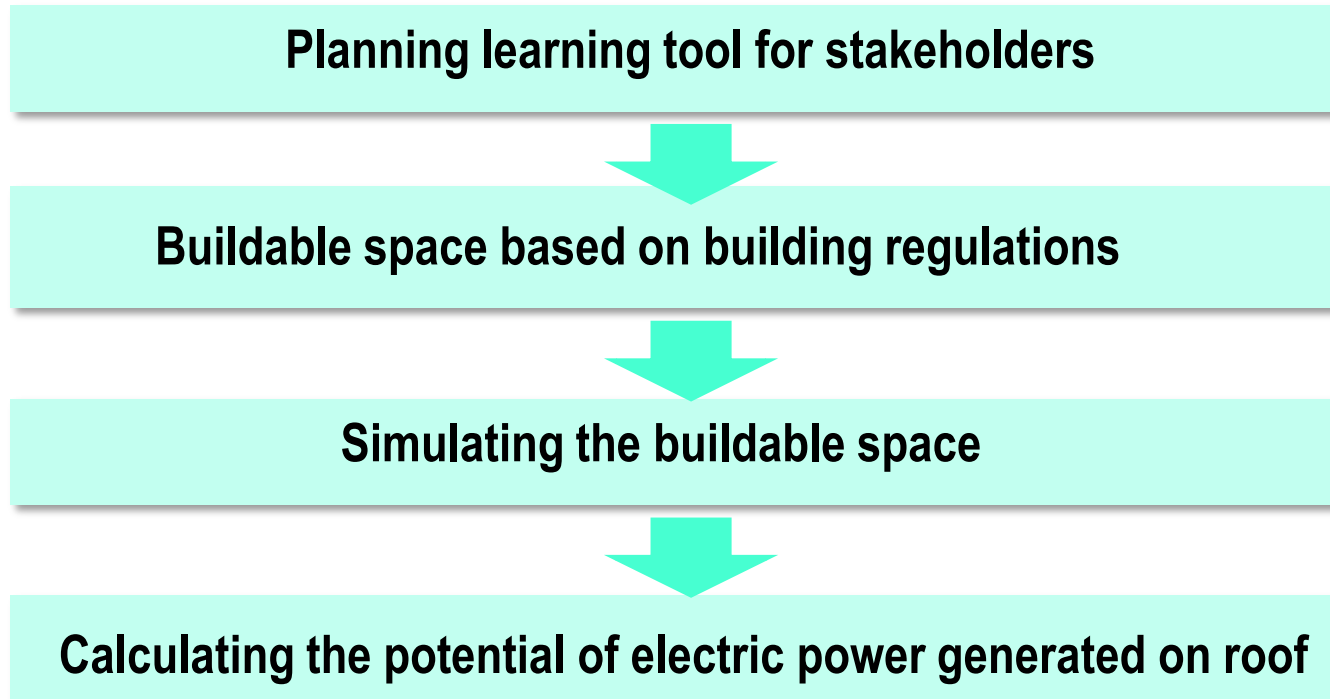 Planning learning tool for stakeholders
Buildable space based on building regulations
Simulating the buildable space
Calculating the potential of electric power generated on roof